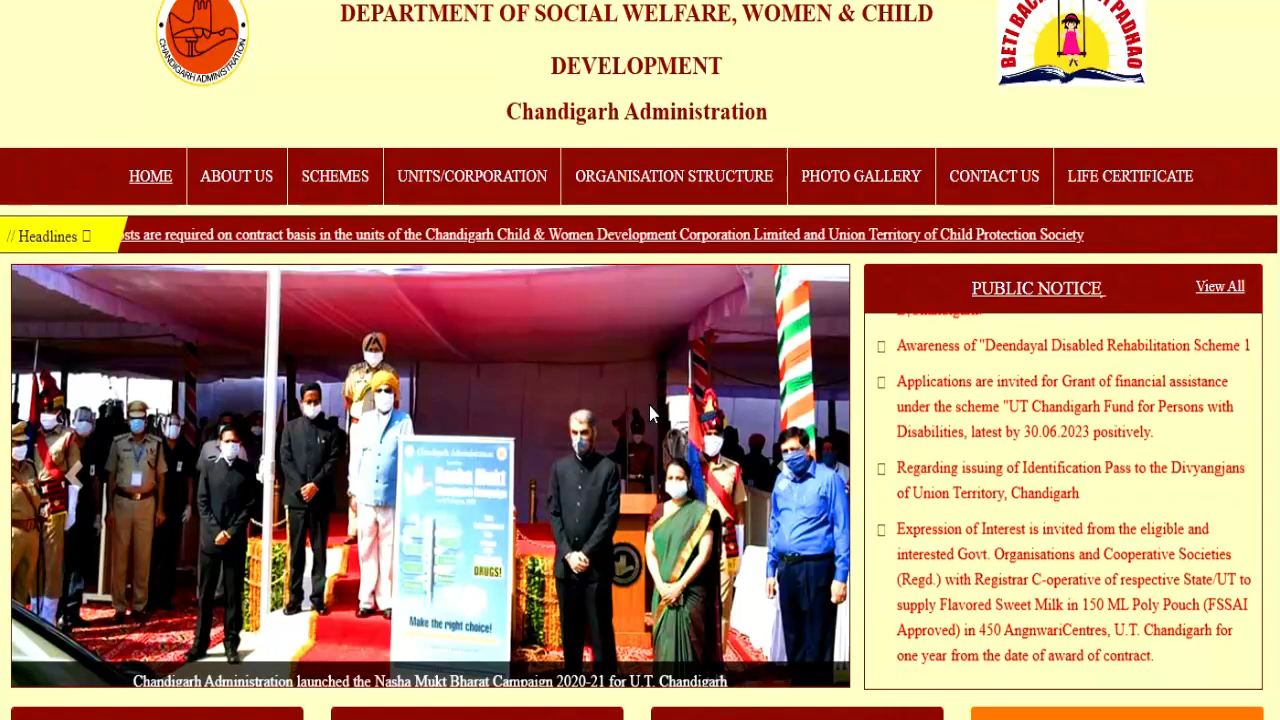 DEPARTMENT OF SOCIAL WELFARE, WOMEN & CHILD
DEVELOPMENT
Chandigarh Administration
CHANDIGARH ADMINISTRATION
BETI
PADHAO
HOME
ABOUT US
SCHEMES
UNITS/CORPORATION
ORGANISATION STRUCTURE
PHOTO GALLERY
CONTACT US
LIFE CERTIFICATE
// Headlines
are required on contract basis in the units of the Chandigarh Child & Women Development Corporation Limited and Union Territory of Child Protection Society
Chandigarh Administration
Nasha Mukt
DRUGS!
Make the right choice!
Chandigarh Administration launched the Nasha Mukt Bharat Campaign 2020-21 for U.T. Chandigarh
PUBLIC NOTICE
View All
Awareness of "Deendayal Disabled Rehabilitation Scheme 1
Applications are invited for Grant of financial assistance
under the scheme "UT Chandigarh Fund for Persons with
Disabilities, latest by 30.06.2023 positively.
Regarding issuing of Identification Pass to the Divyangjans
of Union Territory, Chandigarh
Expression of Interest is invited from the eligible and
interested Govt. Organisations and Cooperative Societies
(Regd.) with Registrar C-operative of respective State/UT to
supply Flavored Sweet Milk in 150 ML Poly Pouch (FSSAI
Approved) in 450 AngnwariCentres, U.T. Chandigarh for
one year from the date of award of contract.